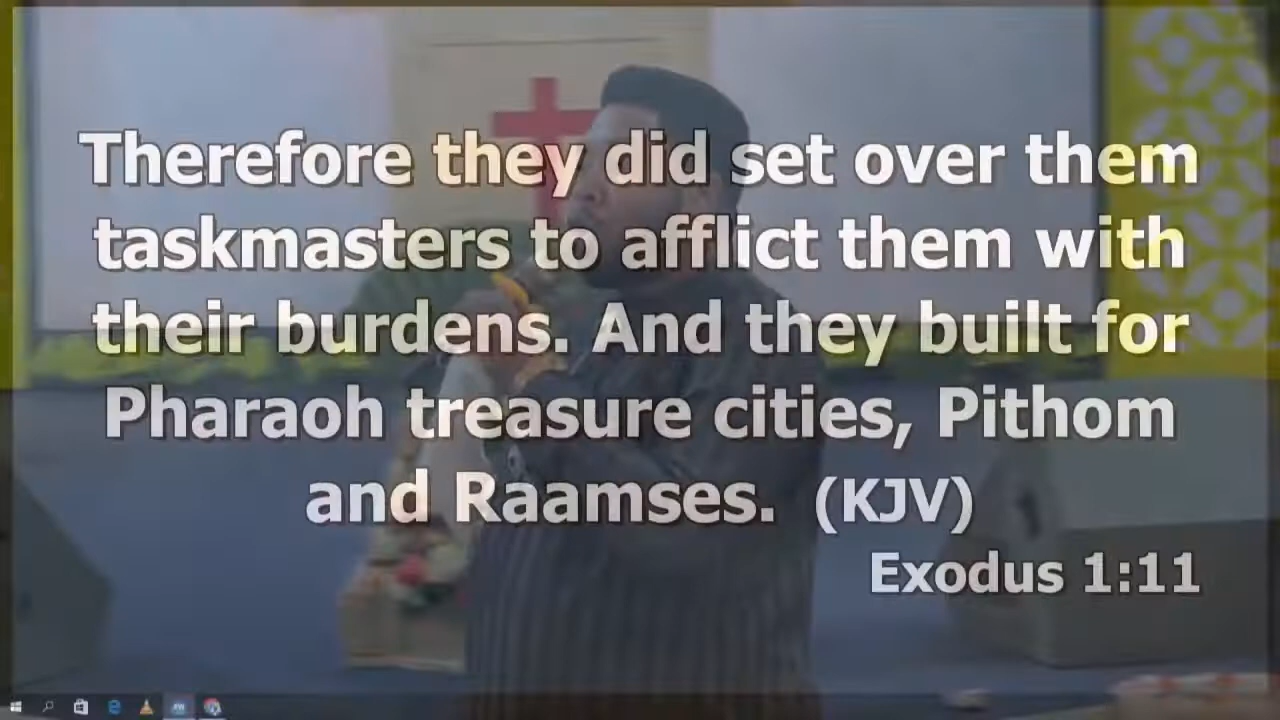 Therefore they did set over them
taskmasters to afflict them with
their burdens. And they built for
Pharaoh treasure cities, Pithom
and Raamses.  (KJV)
Exodus 1:11